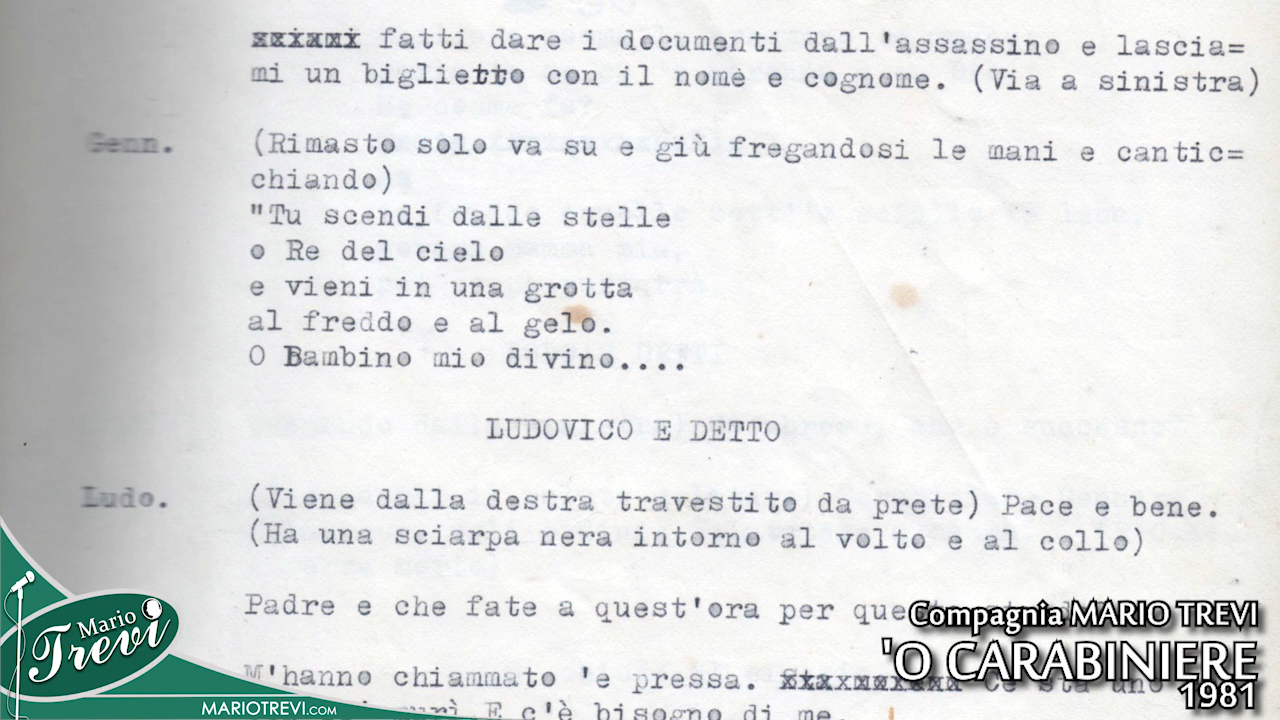 fatti dare i documenti dall'assassino e lascia=
mi un biglietto con il nome e cognome. (Via a sinistra)
Genn. (Rimasto solo va su e giù fregandosi le mani e cantic=
chiando)
"Tu scendi dalle stelle
o Re del cielo
e vieni in una grotta
al freddo e al gelo.
O Bambino mio divino....
LUDOVICO E DETTO
Ludo. (Viene dalla destra travestito da prete) Pace e bene.
(Ha una sciarpa nera intorno al volto e al collo)
Padre e che fate a quest'ora per
M'hanno chiammato 'e pressa. Ce sta uno
E c'è bisogno di me.
Mario
Trevi
MARIOTREVI.COM
Compagnia MARIO TREVI
'O CARABINIERE
1981